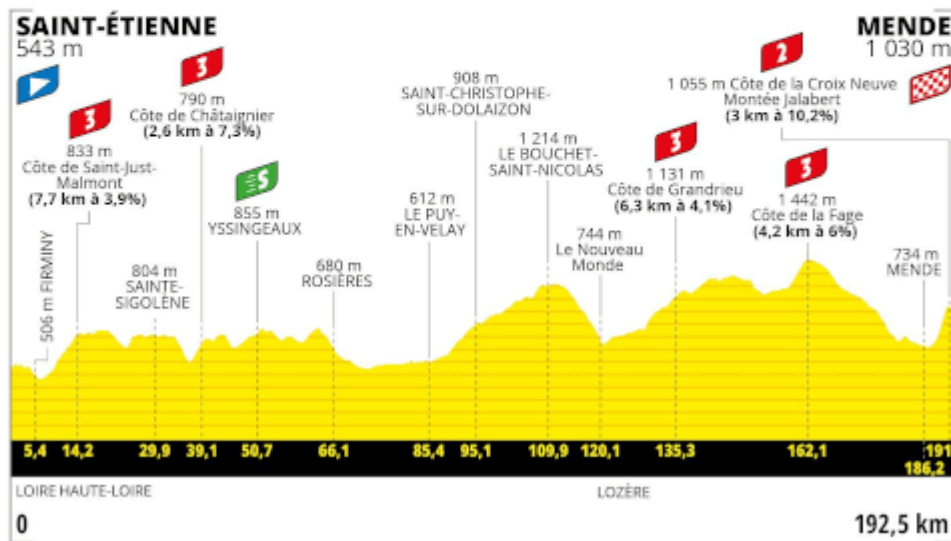 SAINT-ÉTIENNE
543 m
MENDE
1 030 m
3
833 m
Côte de Saint-Just-
Malmont
(7,7 km à 3,9%)
3
790 m
Côte de Châtaignier
(2,6 km à 7,3%)
S
855 m
YSSINGEAUX
908 m
SAINT-CHRISTOPHE-
SUR-DOLAIZON
1 214 m
LE BOUCHET-
SAINT-NICOLAS
2
1 055 m Côte de la Croix Neuve
Montée Jalabert
(3 km à 10,2%)
3
1 131 m
Côte de Grandrieu
(6,3 km à 4,1%)
3
1 442 m
Côte de la Fage
(4,2 km à 6%)
506 m FIRMINY
804 m
SAINTE-
SIGOLÈNE
680 m
ROSIÈRES
612 m
LE PUY-
EN-VELAY
744 m
Le Nouveau
Monde
734 m
MENDE
5,4 14,2 29,9 39,1 50,7 66,1 85,4 95,1 109,9 120,1 135,3 162,1 191
186,2
LOIRE HAUTE-LOIRE LOZÈRE
0 192,5 km